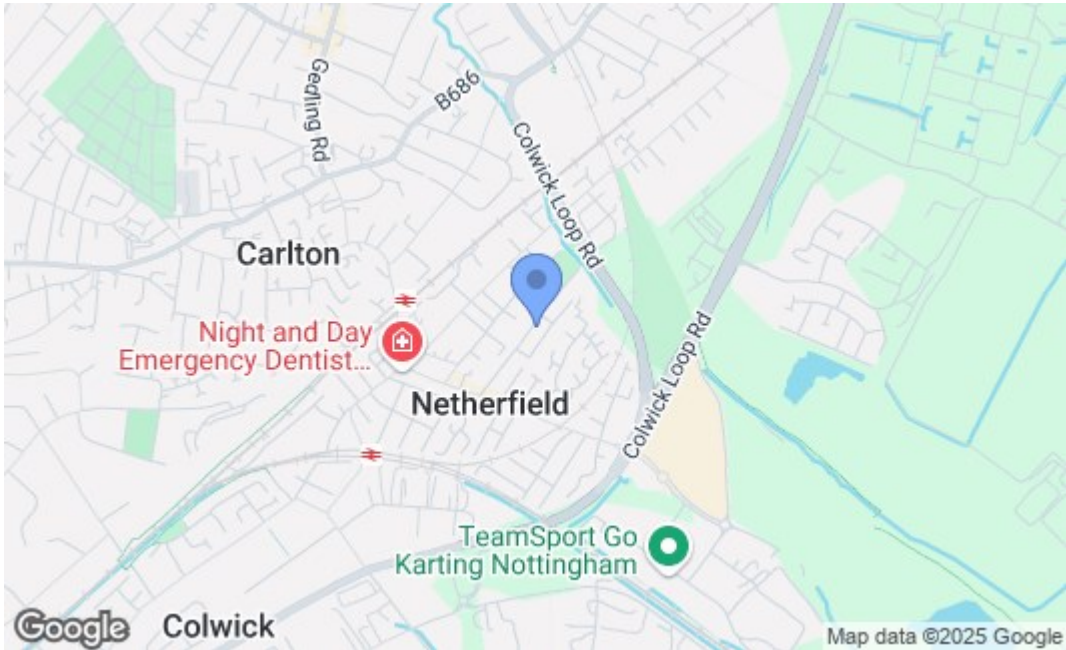 Gedling Rd
B686
Colwick Loop Rd
Carlton
Night and Day
Emergency Dentist...
Netherfield
Colwick Loop Rd
TeamSport Go
Karting Nottingham
Colwick
Google
Map data ©2025 Google